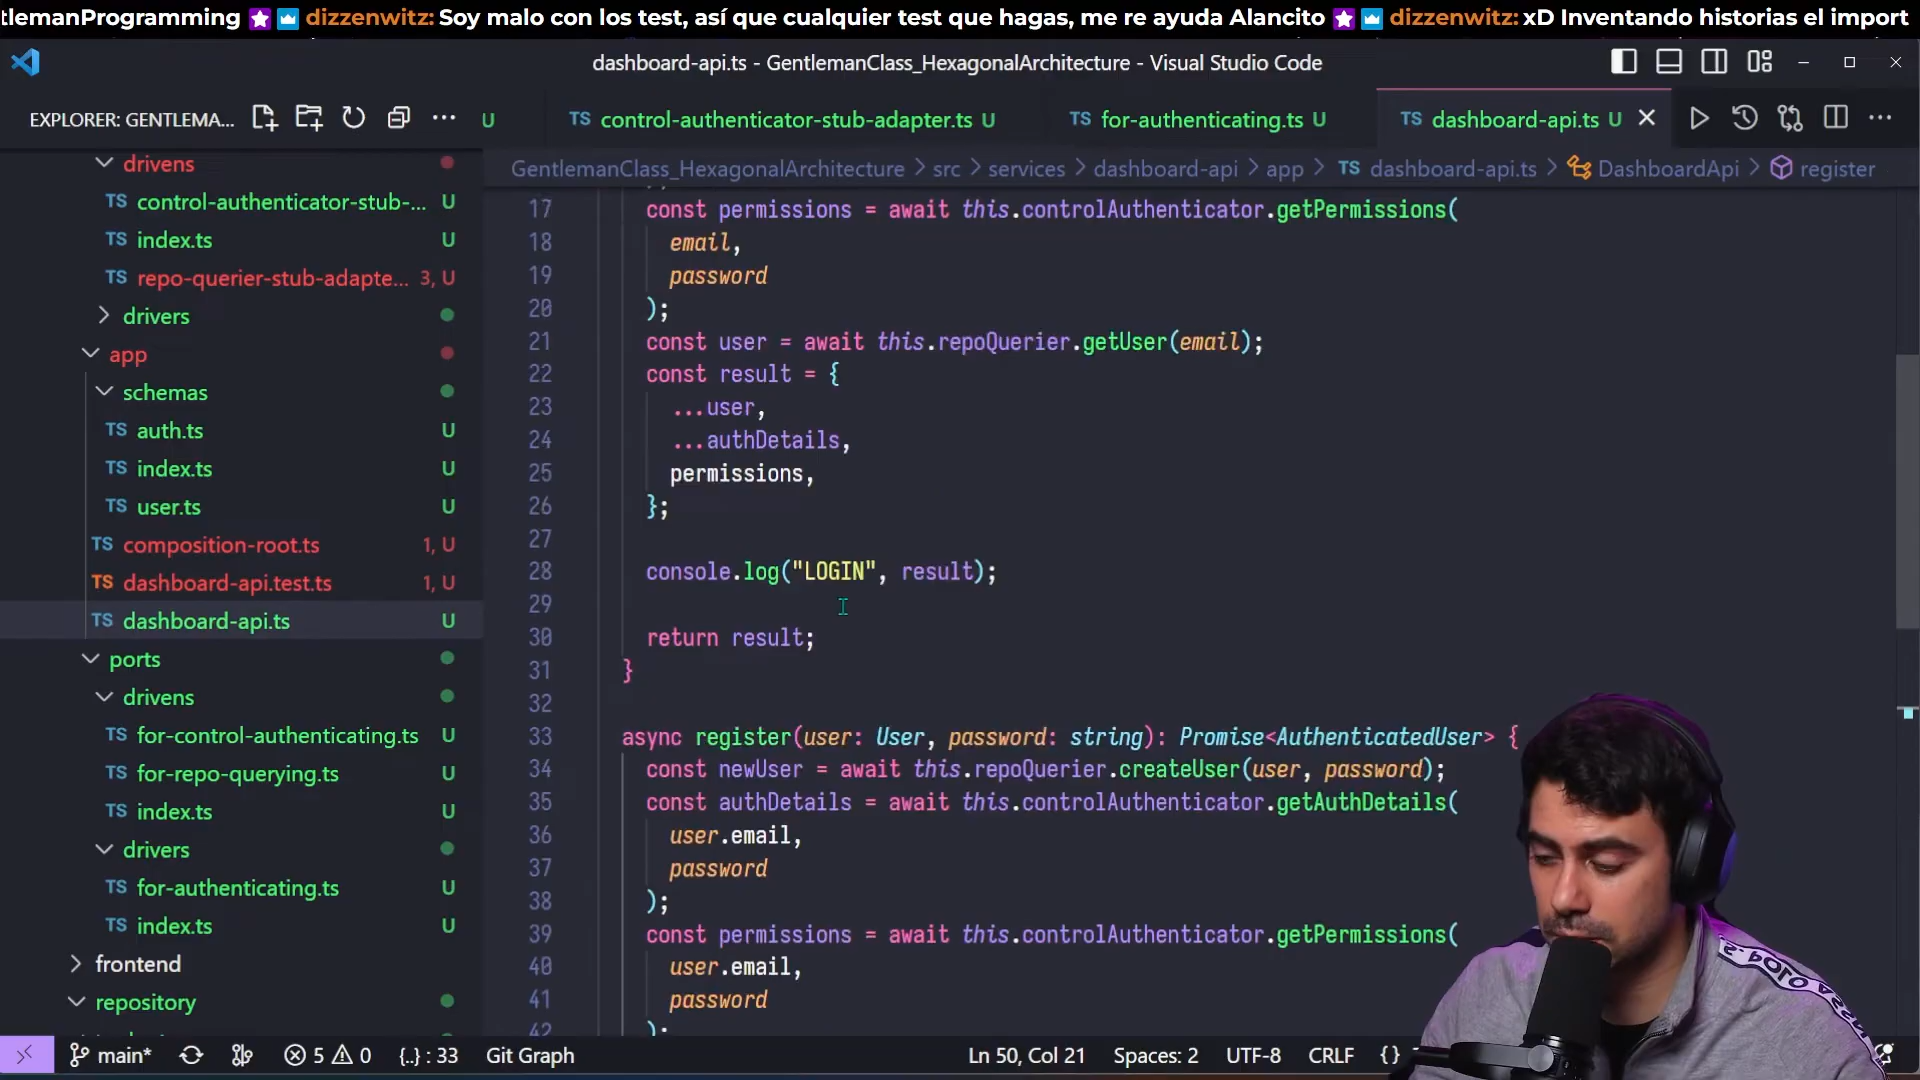 tlemanProgramming dizzenwitz: Soy malo con los test, así que cualquier test que hagas, me re ayuda Alancito dizzenwitz: xD Inventando historias el import
dashboard-api.ts - GentlemanClass_HexagonalArchitecture - Visual Studio Code
EXPLORER: GENTLEMA...
U
TS control-authenticator-stub-adapter.ts U
TS for-authenticating.ts U
TS dashboard-api.ts U
GentlemanClass_HexagonalArchitecture > src > services > dashboard-api > app > TS dashboard-api.ts > DashboardApi > register
drivens
TS control-authenticator-stub-... U
TS index.ts U
TS repo-querier-stub-adapte... 3, U
drivers
app
schemas
TS auth.ts U
TS index.ts U
TS user.ts U
TS composition-root.ts 1, U
TS dashboard-api.test.ts 1, U
TS dashboard-api.ts U
ports
drivens
TS for-control-authenticating.ts U
TS for-repo-querying.ts U
TS index.ts U
drivers
TS for-authenticating.ts U
TS index.ts U
frontend
repository
17 const permissions = await this.controlAuthenticator.getPermissions(
18 email,
19 password
20 );
21 const user = await this.repoQuerier.getUser(email);
22 const result = {
23 ...user,
24 ...authDetails,
25 permissions,
26 };
27
28 console.log("LOGIN", result);
29
30 return result;
31 }
32
33 async register(user: User, password: string): Promise<AuthenticatedUser> {
34 const newUser = await this.repoQuerier.createUser(user, password);
35 const authDetails = await this.controlAuthenticator.getAuthDetails(
36 user.email,
37 password
38 );
39 const permissions = await this.controlAuthenticator.getPermissions(
40 user.email,
41 password
42 );
main* 5 0 {..} : 33 Git Graph
Ln 50, Col 21 Spaces: 2 UTF-8 CRLF {}